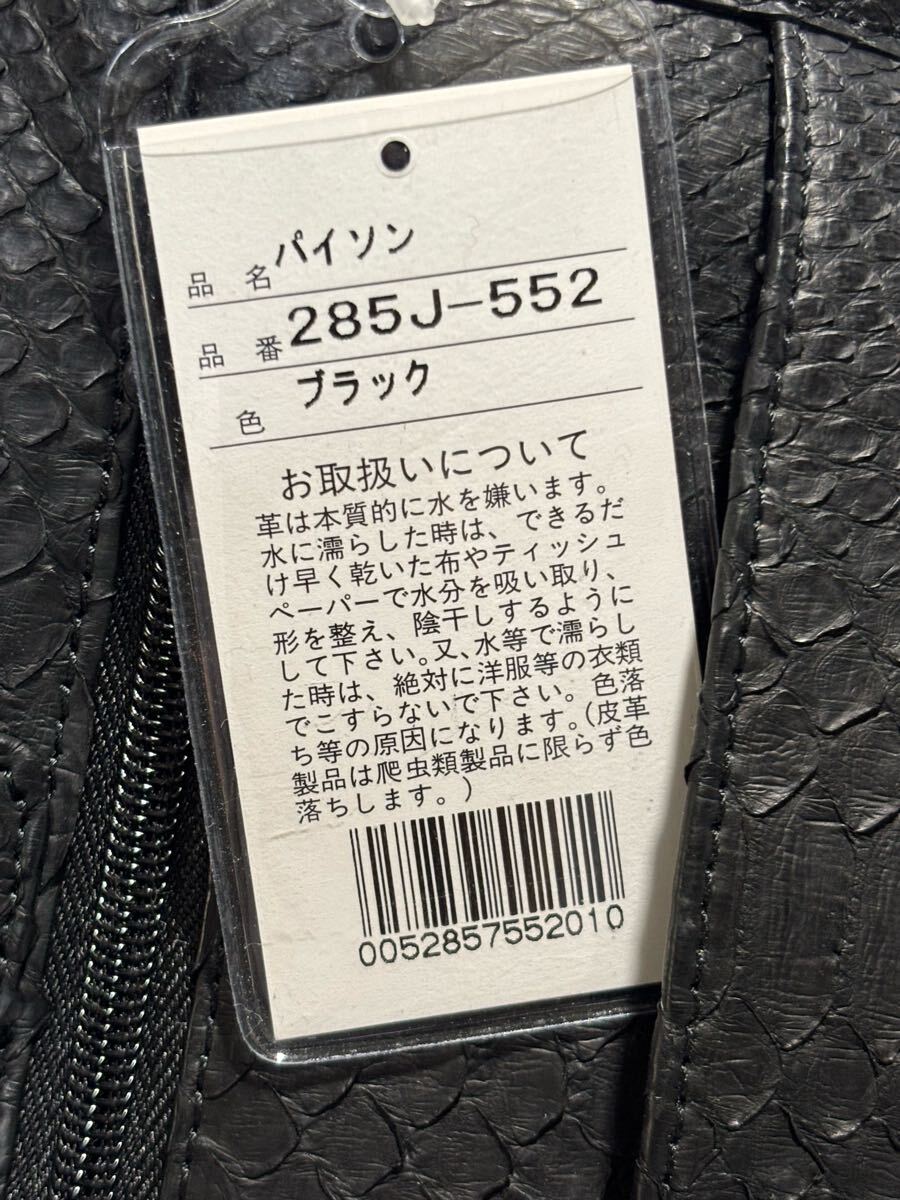 品名 パイソン
品番 285J-552
色 ブラック
お取扱いについて
革は本質的に水を嫌います。
水に濡らした時は、できるだ
け早く乾いた布やティッシュ
ペーパーで水分を吸い取り、
形を整え、陰干しするように
して下さい。又、水等で濡らし
た時は、絶対に洋服等の衣類
でこすらないで下さい。色落
ち等の原因になります。(皮革
製品は爬虫類製品に限らず色
落ちします。)
0052857552010